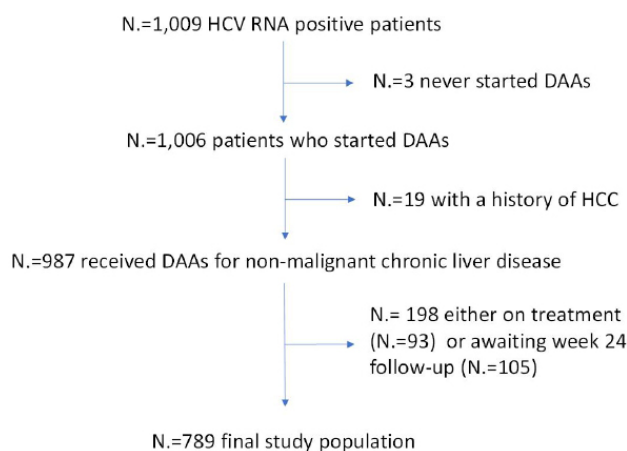 N.=1,009 HCV RNA positive patients
N.=3 never started DAAs
N.=1,006 patients who started DAAs
N.=19 with a history of HCC
N.=987 received DAAs for non-malignant chronic liver disease
N.= 198 either on treatment
(N.=93) or awaiting week 24
follow-up (N.=105)
N.=789 final study population